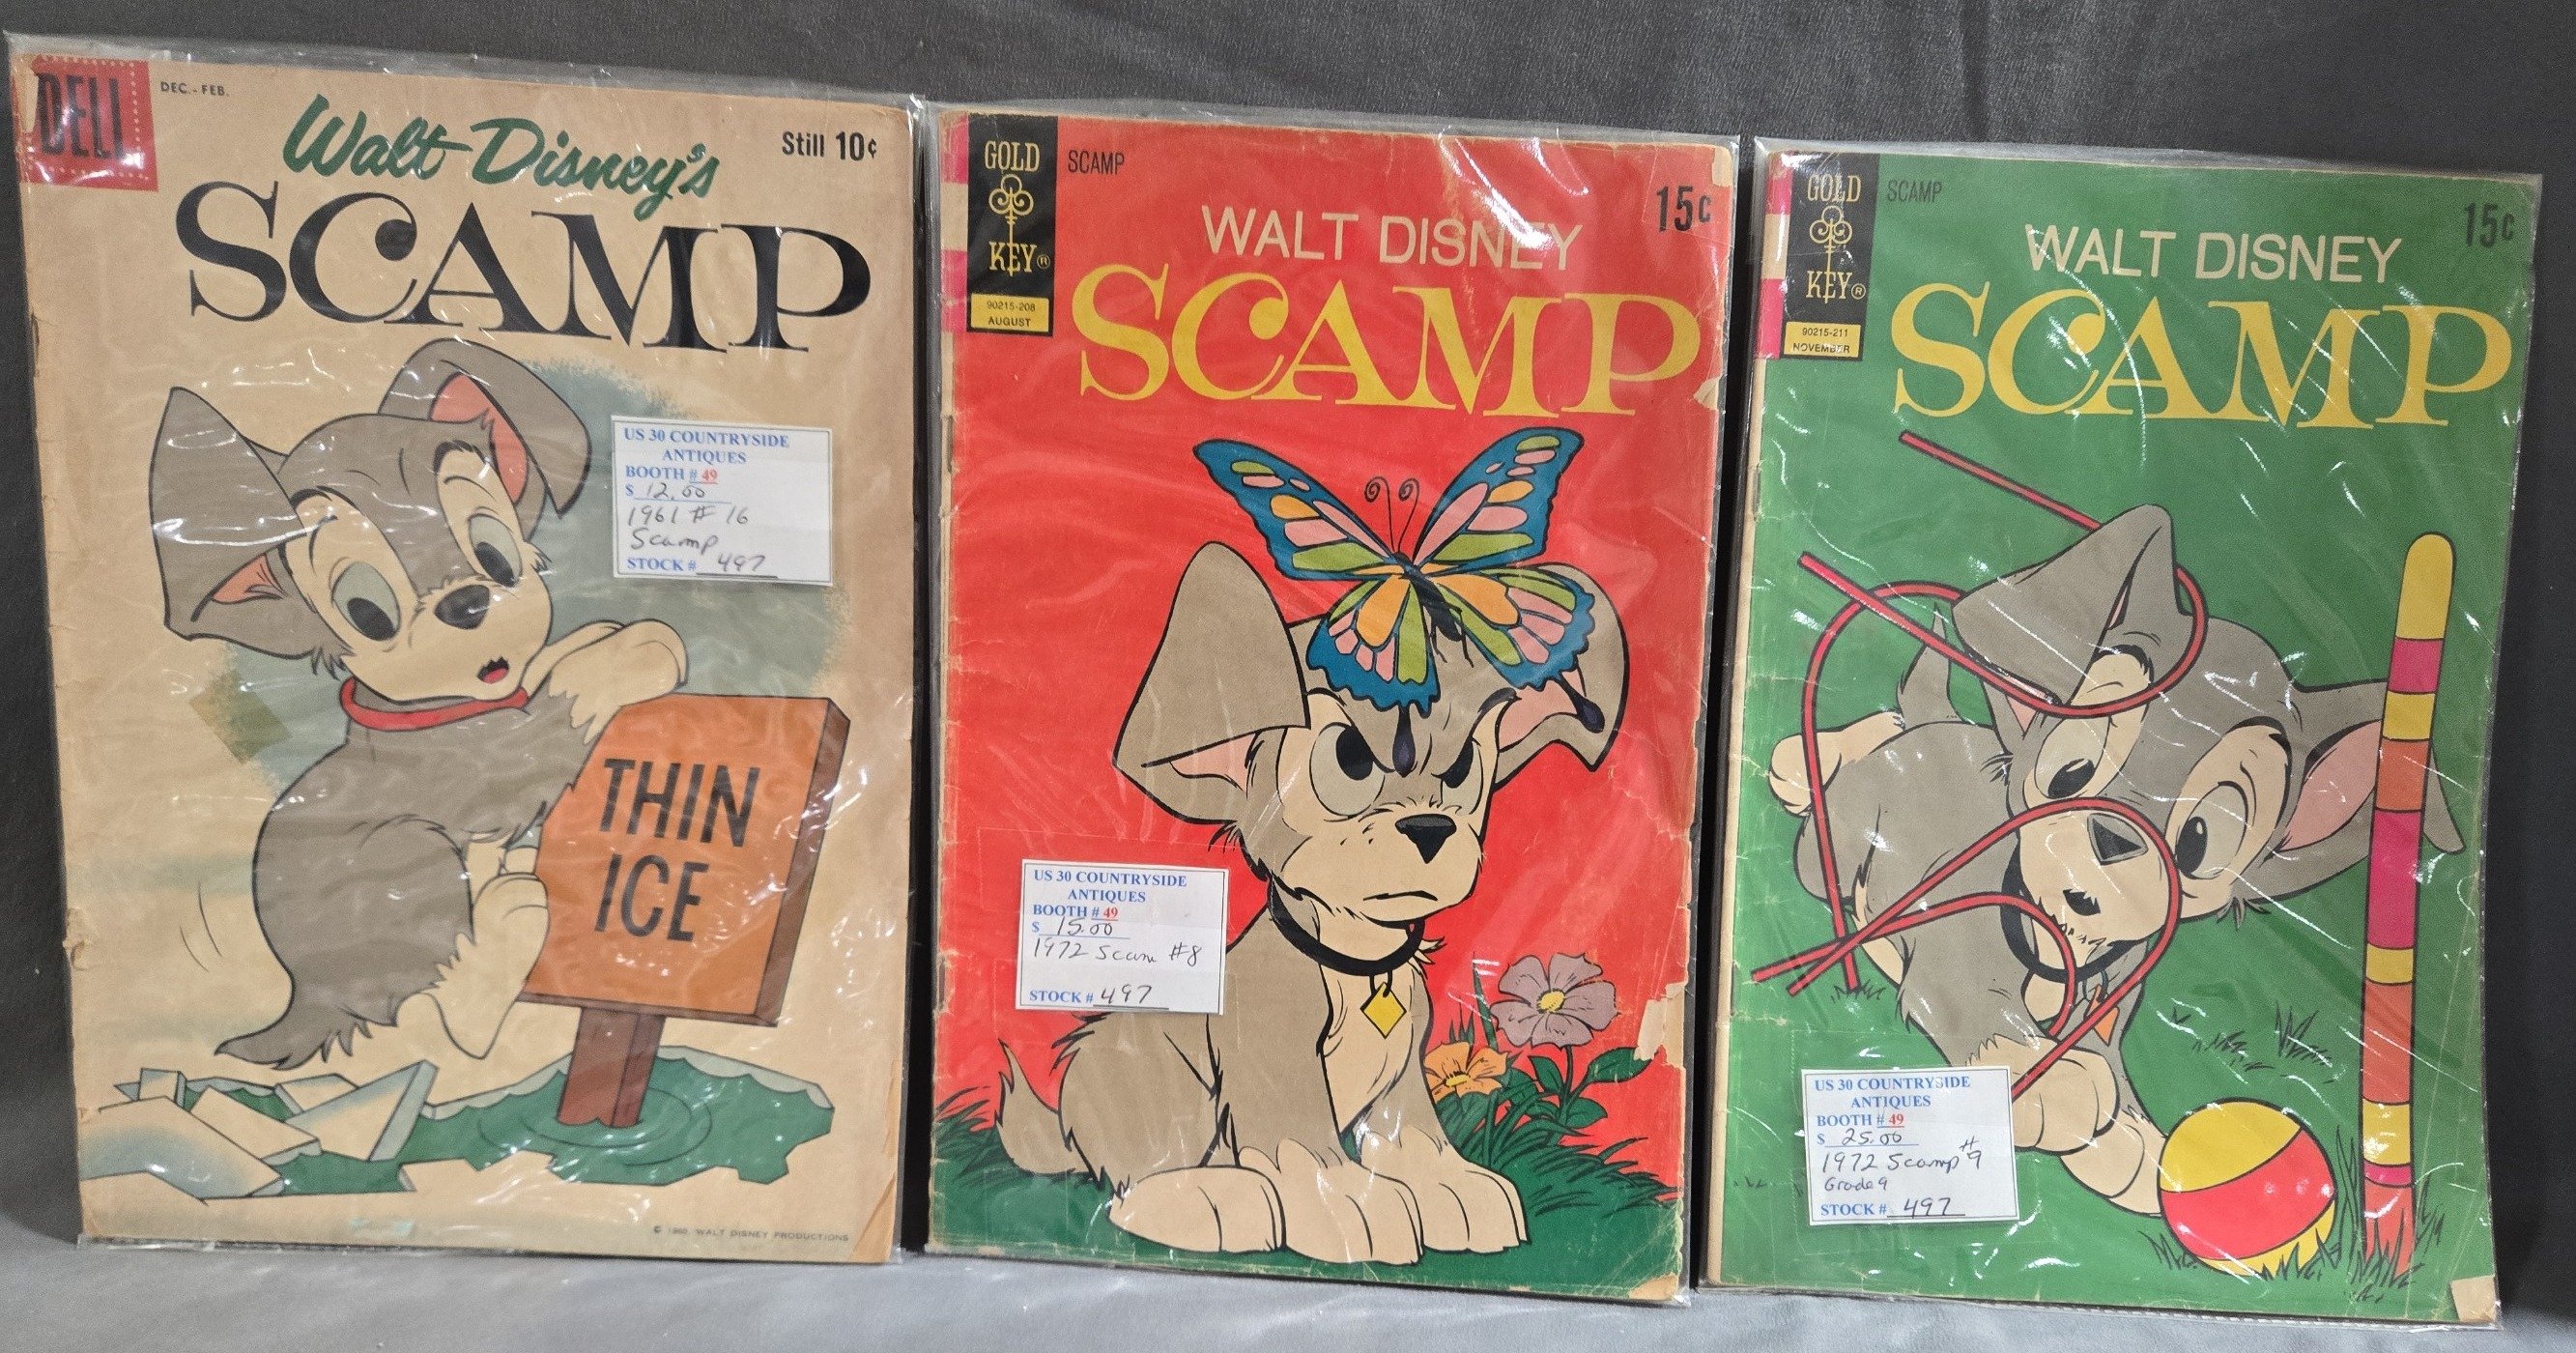 DELL
DEC.-FEB.
Walt Disney's
Still 10¢
SCAMP
US 30 COUNTRYSIDE
ANTIQUES
BOOTH # 49
$ 12.00
1961 # 16
Scamp
STOCK # 497
THIN
ICE
© 1960, WALT DISNEY PRODUCTIONS
GOLD
KEY®
SCAMP
15¢
90215-208
AUGUST
WALT DISNEY
SCAMP
US 30 COUNTRYSIDE
ANTIQUES
BOOTH # 49
$ 15.00
1972 Scam #8
STOCK # 497
GOLD
KEY®
SCAMP
15¢
90215-211
NOVEMBER
WALT DISNEY
SCAMP
US 30 COUNTRYSIDE
ANTIQUES
BOOTH # 49
$ 25.00
1972 Scamp #9
Grade 9
STOCK # 497